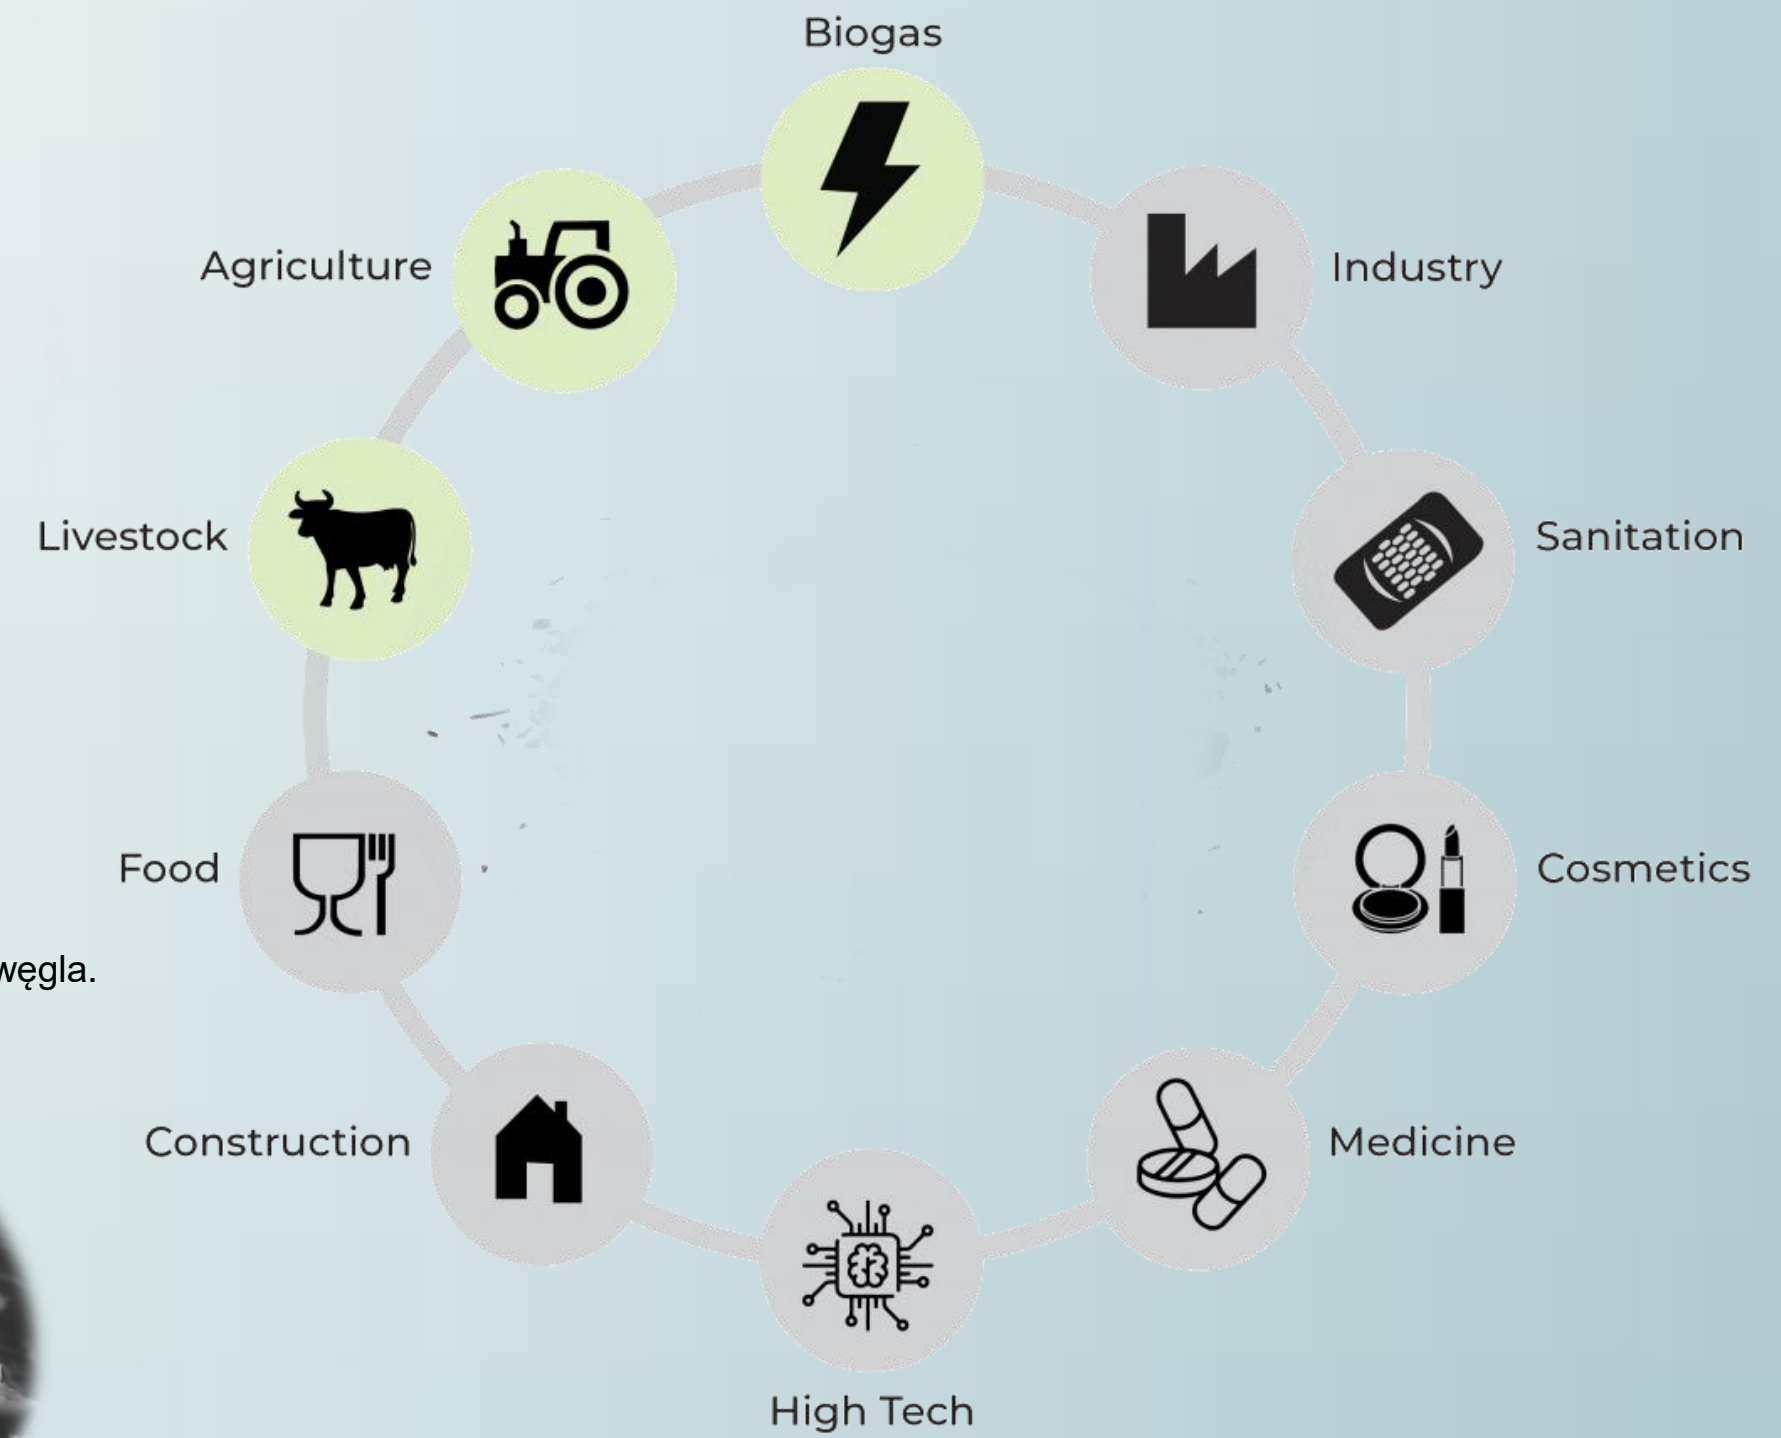 Biogas
Agriculture
Industry
Livestock
Sanitation
Food
Cosmetics
węgla.
Construction
Medicine
High Tech